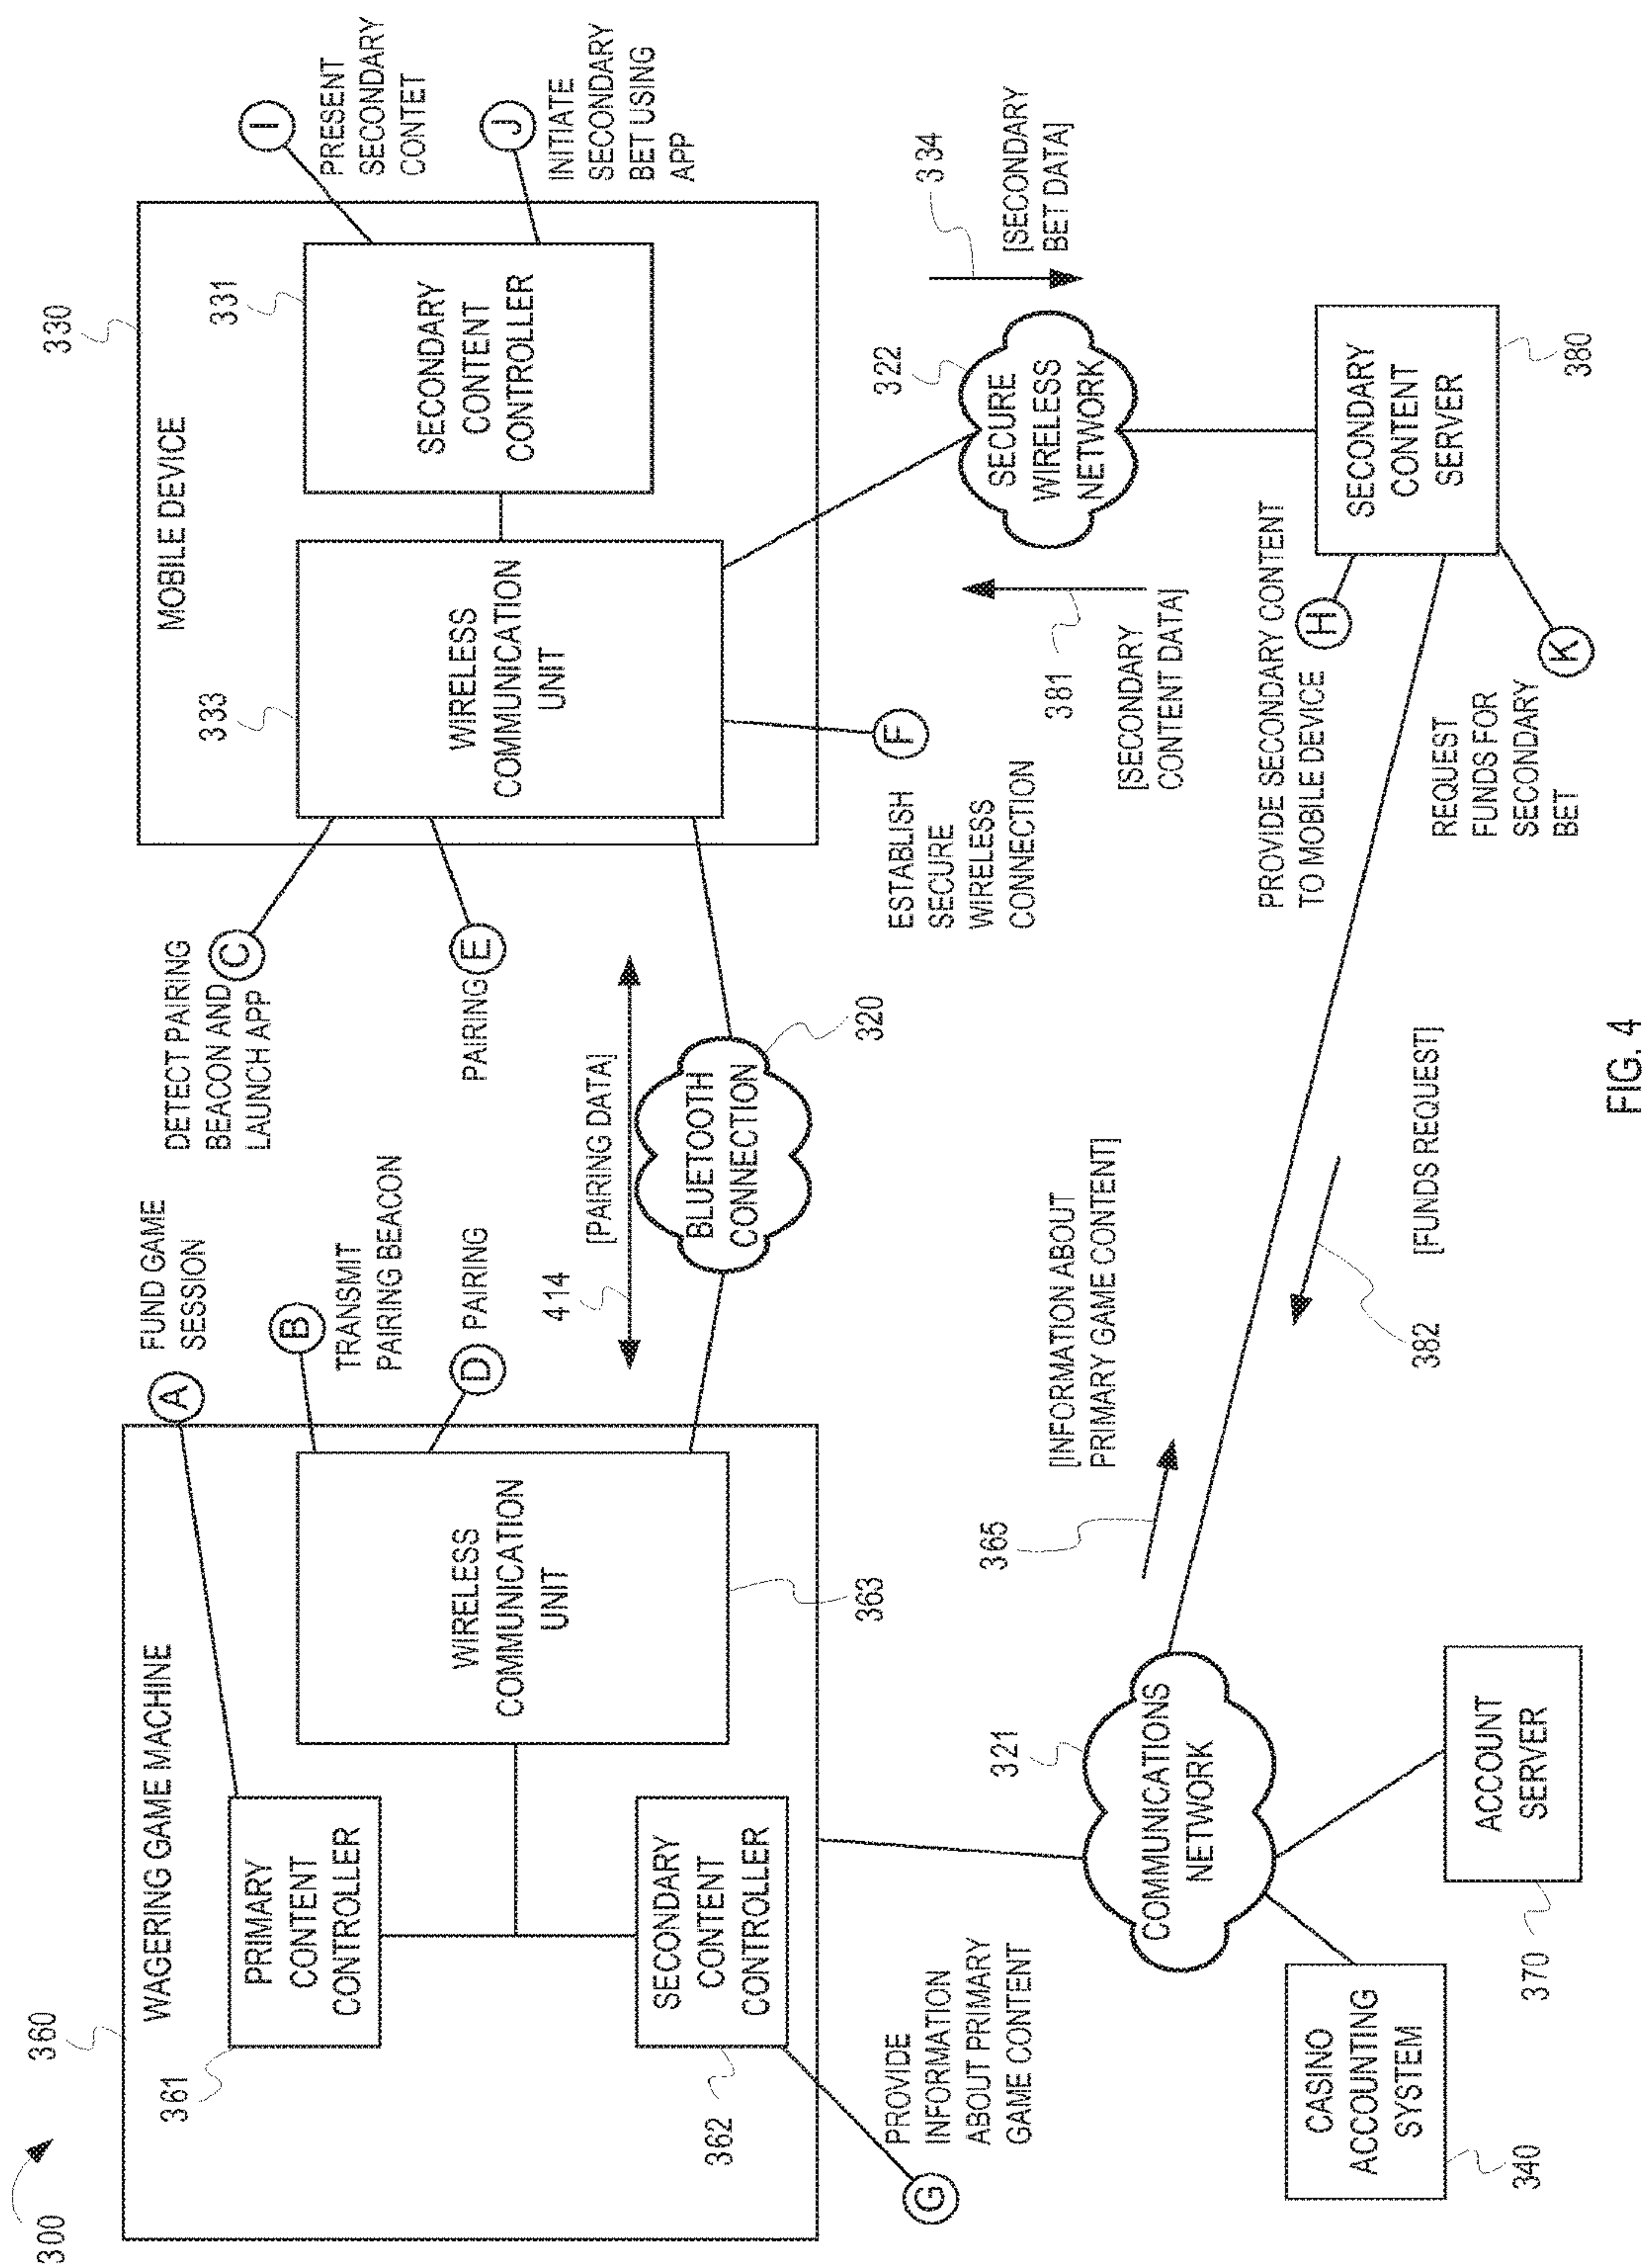 300
360
WAGERING GAME MACHINE
361
PRIMARY
CONTENT
CONTROLLER
362
SECONDARY
CONTENT
CONTROLLER
WIRELESS
COMMUNICATION
UNIT
363
A
FUND GAME
SESSION
B
TRANSMIT
PAIRING BEACON
D
PAIRING
414
[PAIRING DATA]
BLUETOOTH
CONNECTION
320
DETECT PAIRING
BEACON AND
LAUNCH APP
C
PAIRING
E
330
MOBILE DEVICE
333
WIRELESS
COMMUNICATION
UNIT
331
SECONDARY
CONTENT
CONTROLLER
I
PRESENT
SECONDARY
CONTET
J
INITIATE
SECONDARY
BET USING
APP
F
ESTABLISH
SECURE
WIRELESS
CONNECTION
322
SECURE
WIRELESS
NETWORK
334
[SECONDARY
BET DATA]
381
[SECONDARY
CONTENT DATA]
G
PROVIDE
INFORMATION
ABOUT PRIMARY
GAME CONTENT
321
COMMUNICATIONS
NETWORK
365
[INFORMATION ABOUT
PRIMARY GAME CONTENT]
382
[FUNDS REQUEST]
PROVIDE SECONDARY CONTENT
TO MOBILE DEVICE
H
SECONDARY
CONTENT
SERVER
380
REQUEST
FUNDS FOR
SECONDARY
BET
K
CASINO
ACCOUNTING
SYSTEM
340
ACCOUNT
SERVER
370
FIG. 4